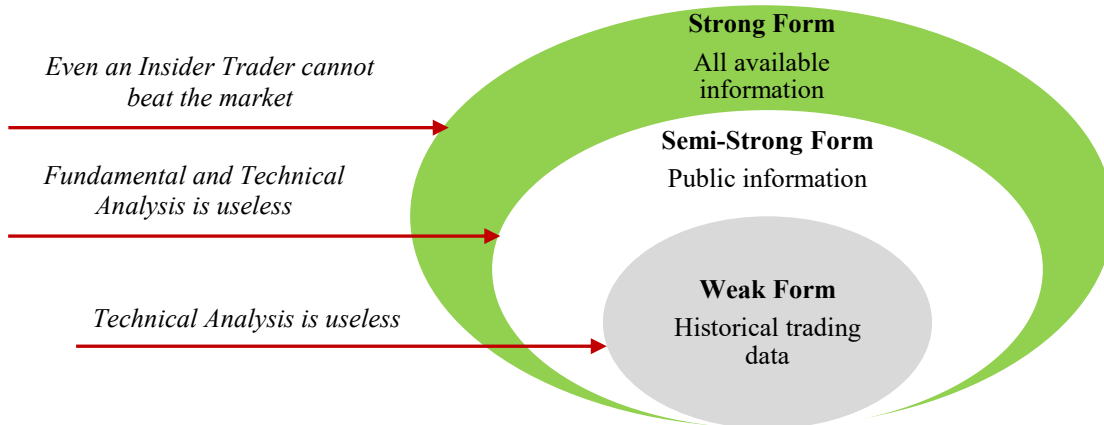 Strong Form
All available
information
Even an Insider Trader cannot
beat the market
Semi-Strong Form
Public information
Fundamental and Technical
Analysis is useless
Weak Form
Historical trading
data
Technical Analysis is useless